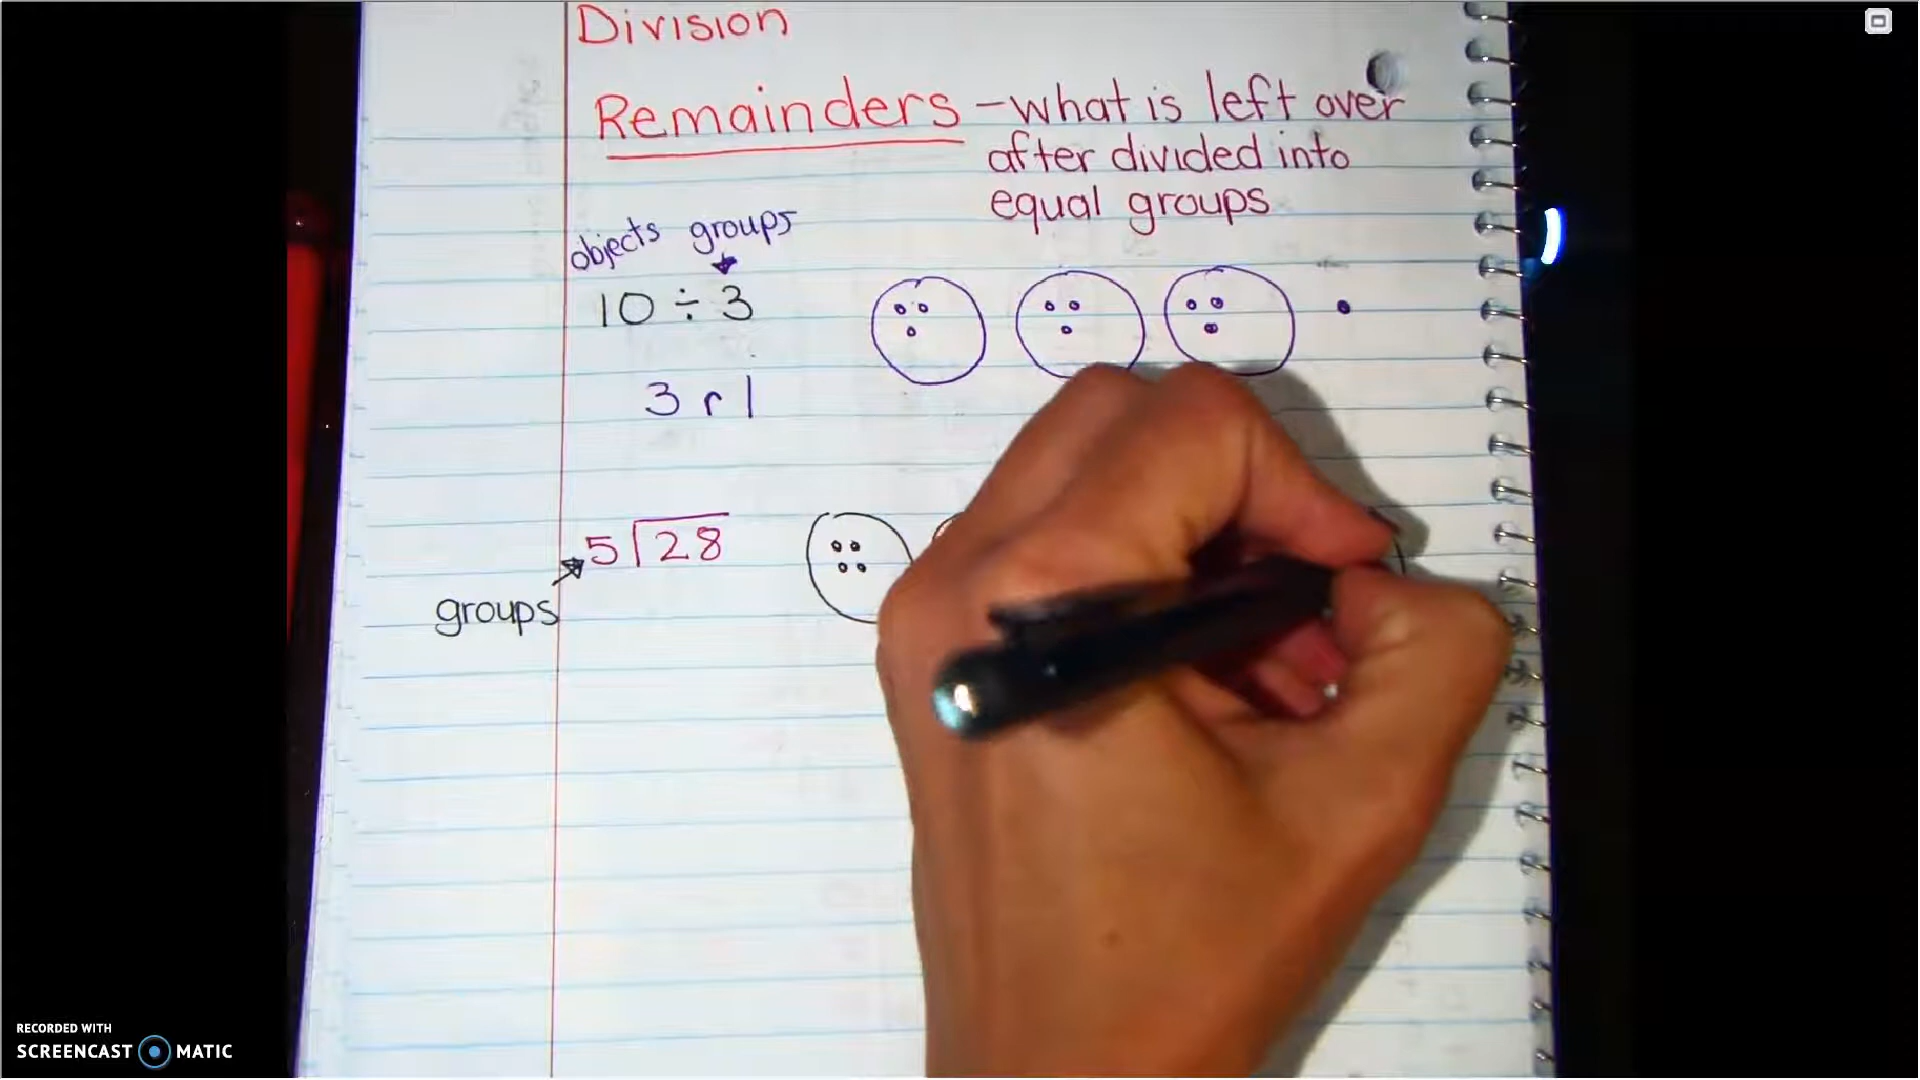 Division
Remainders - what is left over
after divided into
equal groups
objects groups
10 ÷ 3
3 r 1
5 28
groups
RECORDED WITH
SCREENCAST MATIC